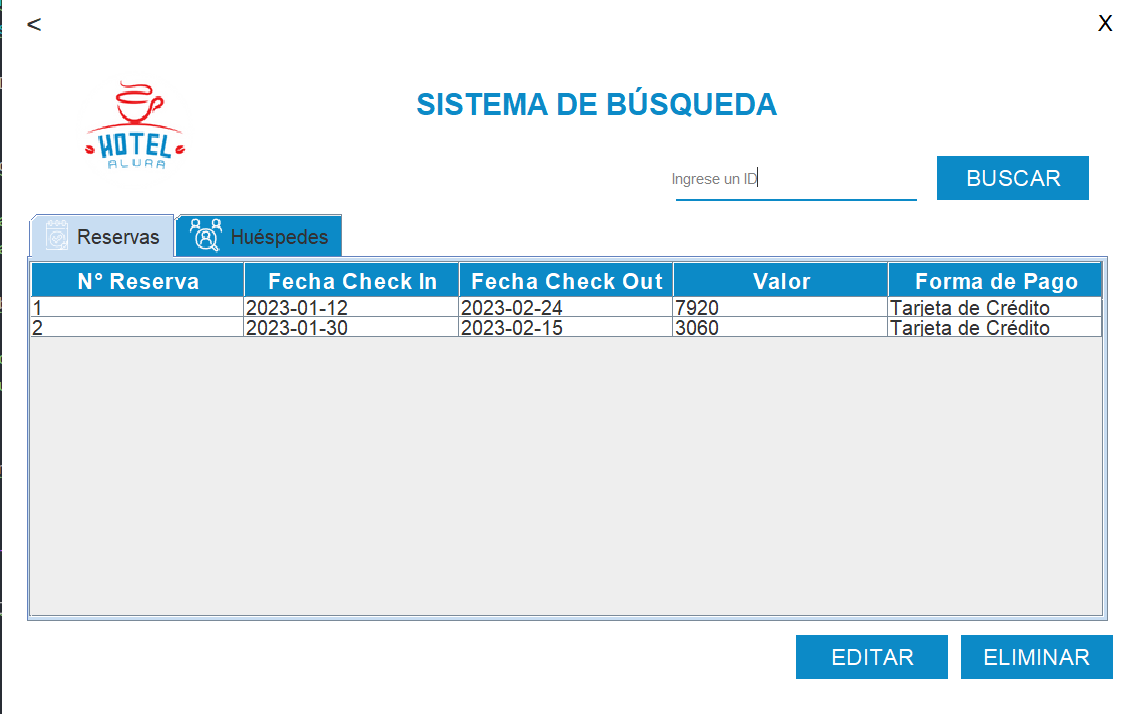 < X
SISTEMA DE BÚSQUEDA
HOTEL
ALURA
Ingrese un ID
BUSCAR
Reservas Huéspedes
N° Reserva Fecha Check In Fecha Check Out Valor Forma de Pago
1 2023-01-12 2023-02-24 7920 Tarjeta de Crédito
2 2023-01-30 2023-02-15 3060 Tarjeta de Crédito
EDITAR ELIMINAR